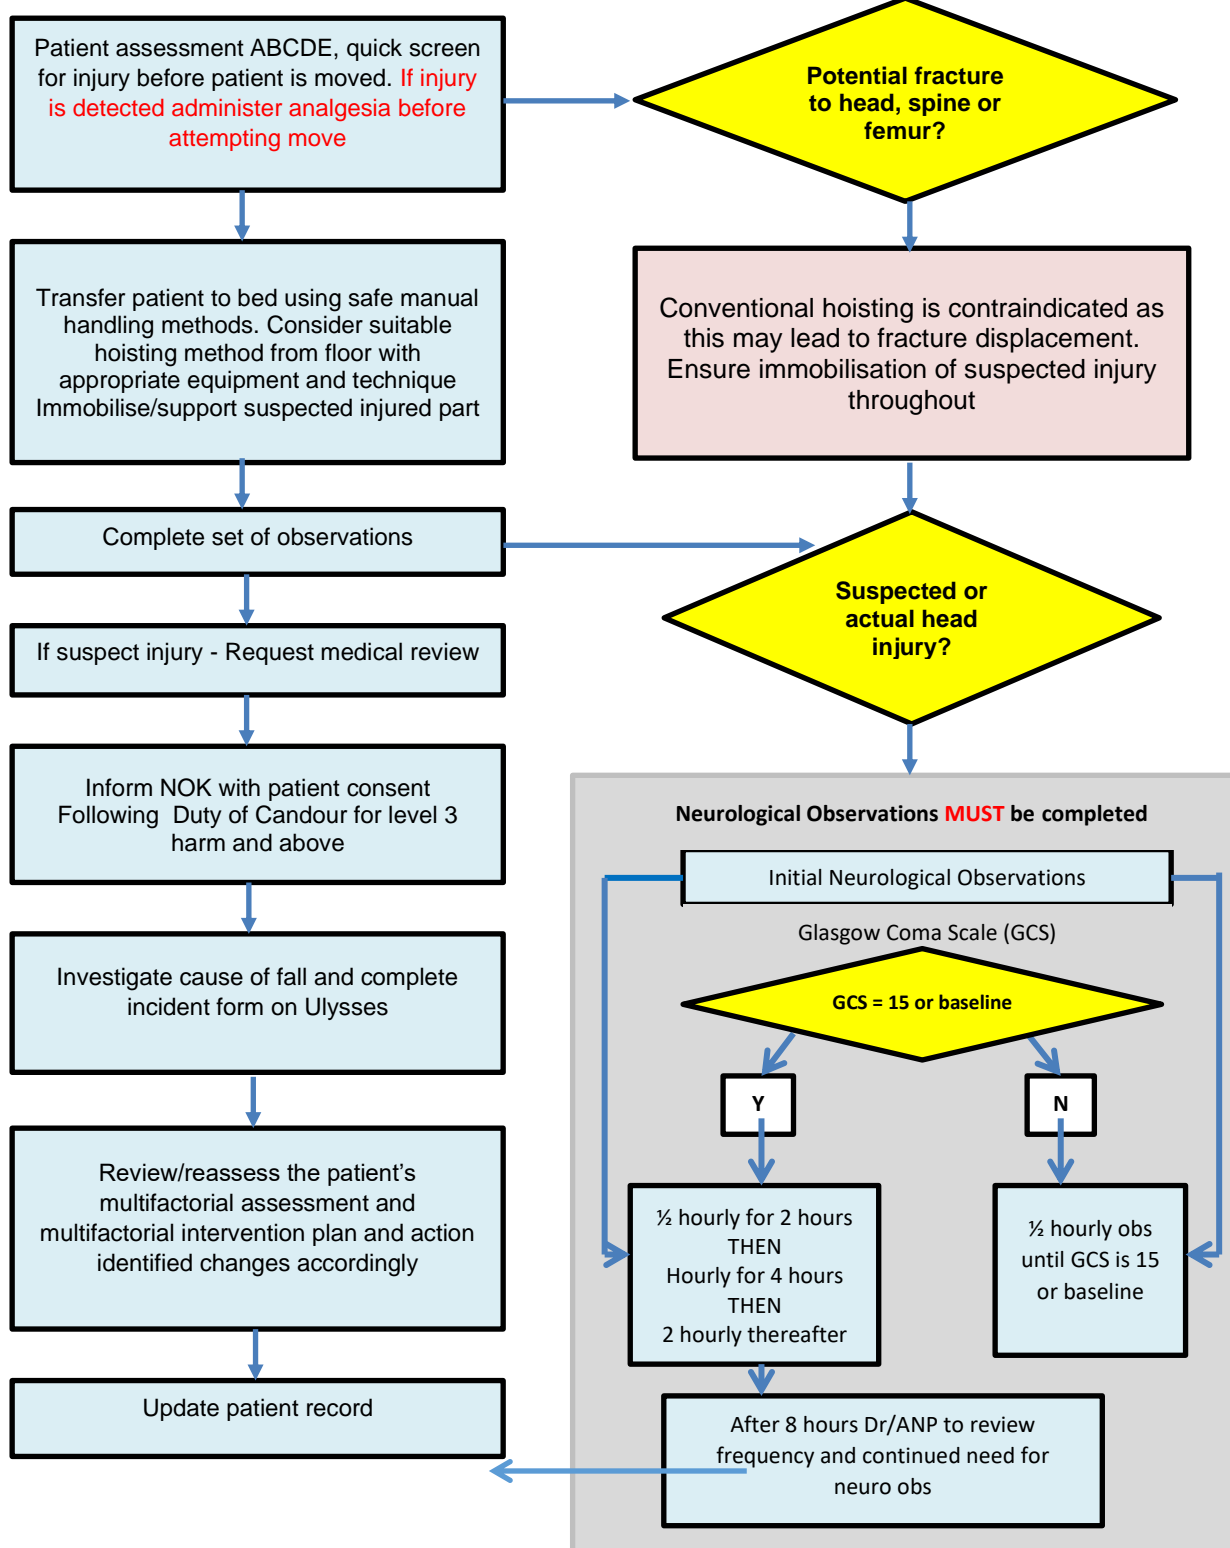 Patient assessment ABCDE, quick screen
for injury before patient is moved. If injury
is detected administer analgesia before
attempting move
Potential fracture
to head, spine or
femur?
Transfer patient to bed using safe manual
handling methods. Consider suitable
hoisting method from floor with
appropriate equipment and technique
Immobilise/support suspected injured part
Conventional hoisting is contraindicated as
this may lead to fracture displacement.
Ensure immobilisation of suspected injury
throughout
Complete set of observations
Suspected or
actual head
injury?
If suspect injury - Request medical review
Inform NOK with patient consent
Following Duty of Candour for level 3
harm and above
Investigate cause of fall and complete
incident form on Ulysses
Review/reassess the patient’s
multifactorial assessment and
multifactorial intervention plan and action
identified changes accordingly
Update patient record
Neurological Observations MUST be completed
Initial Neurological Observations
Glasgow Coma Scale (GCS)
GCS = 15 or baseline
Y
N
½ hourly for 2 hours
THEN
Hourly for 4 hours
THEN
2 hourly thereafter
½ hourly obs
until GCS is 15
or baseline
After 8 hours Dr/ANP to review
frequency and continued need for
neuro obs